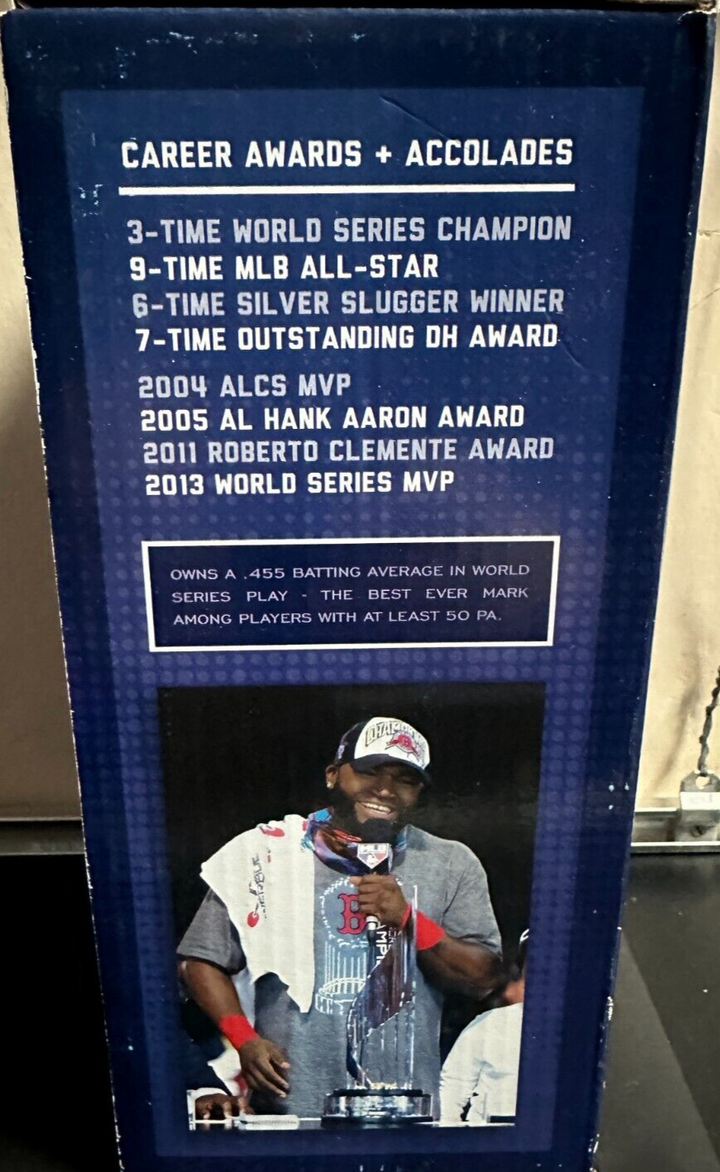 CAREER AWARDS + ACCOLADES
3-TIME WORLD SERIES CHAMPION
9-TIME MLB ALL-STAR
6-TIME SILVER SLUGGER WINNER
7-TIME OUTSTANDING DH AWARD
2004 ALCS MVP
2005 AL HANK AARON AWARD
2011 ROBERTO CLEMENTE AWARD
2013 WORLD SERIES MVP
OWNS A .455 BATTING AVERAGE IN WORLD
SERIES PLAY - THE BEST EVER MARK
AMONG PLAYERS WITH AT LEAST 50 PA.
B